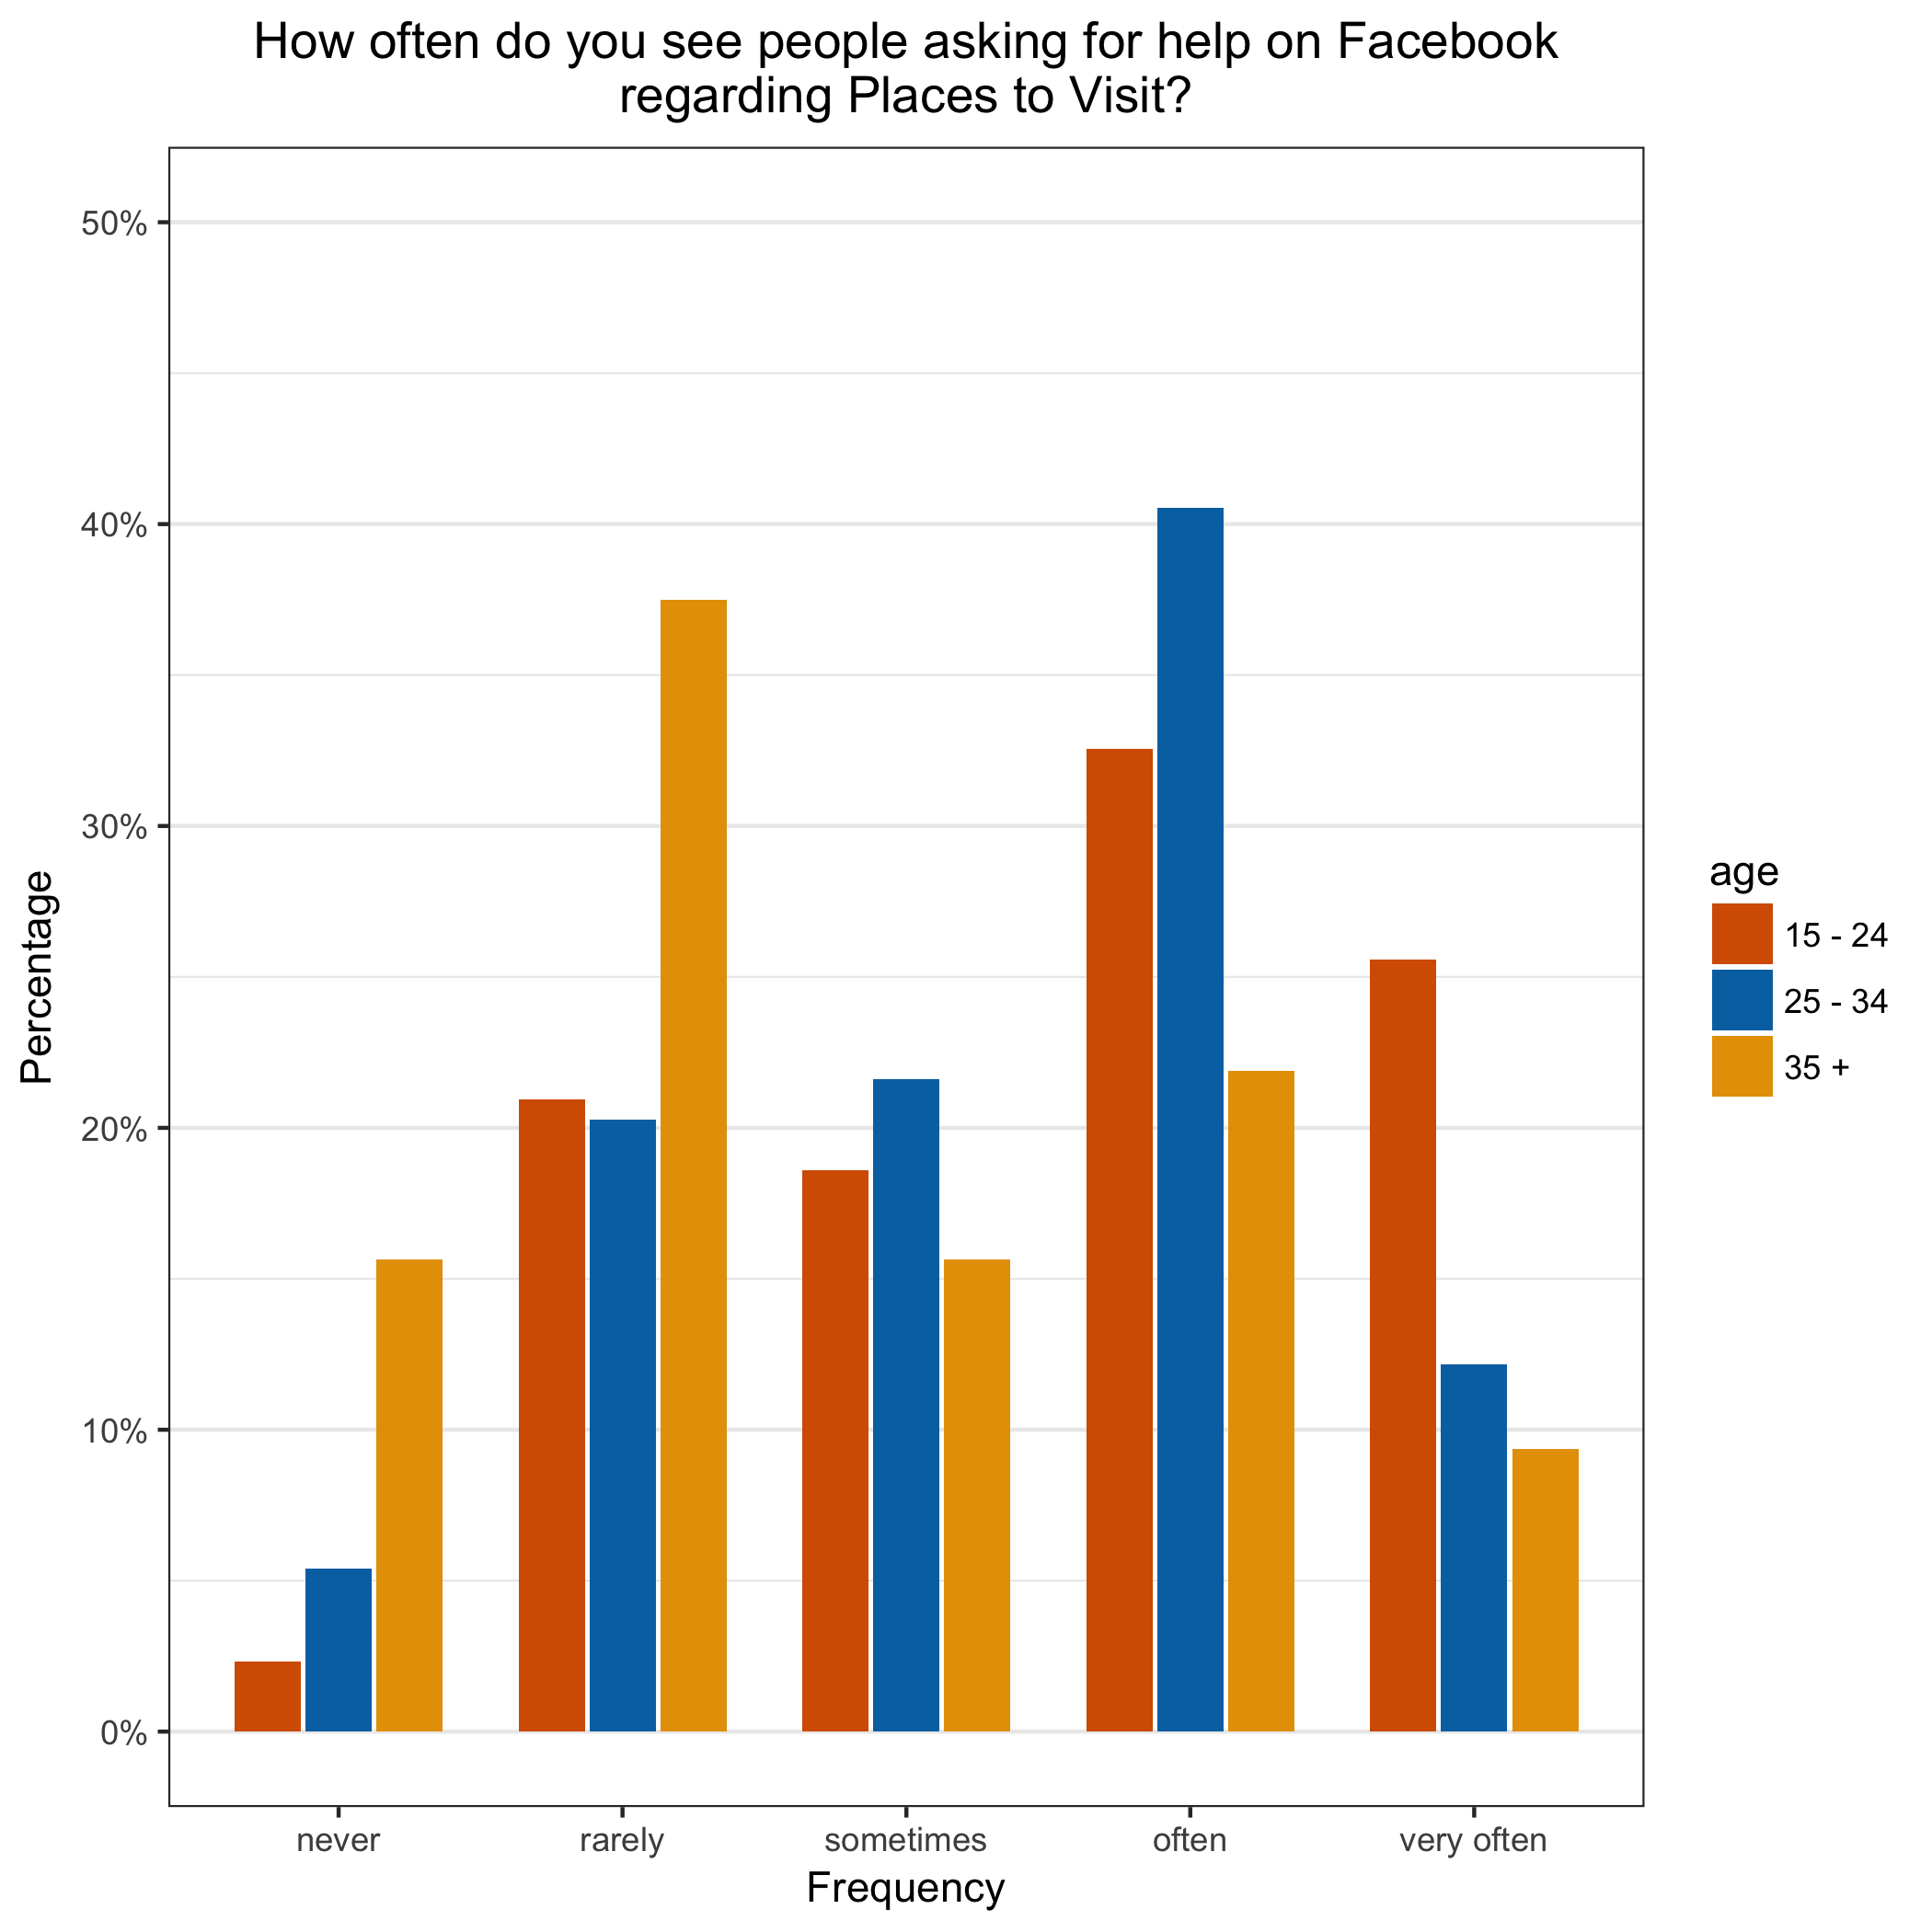 How often do you see people asking for help on Facebook
regarding Places to Visit?
Percentage
50%
40%
30%
20%
10%
0%
never rarely sometimes often very often
Frequency
age
15 - 24
25 - 34
35 +